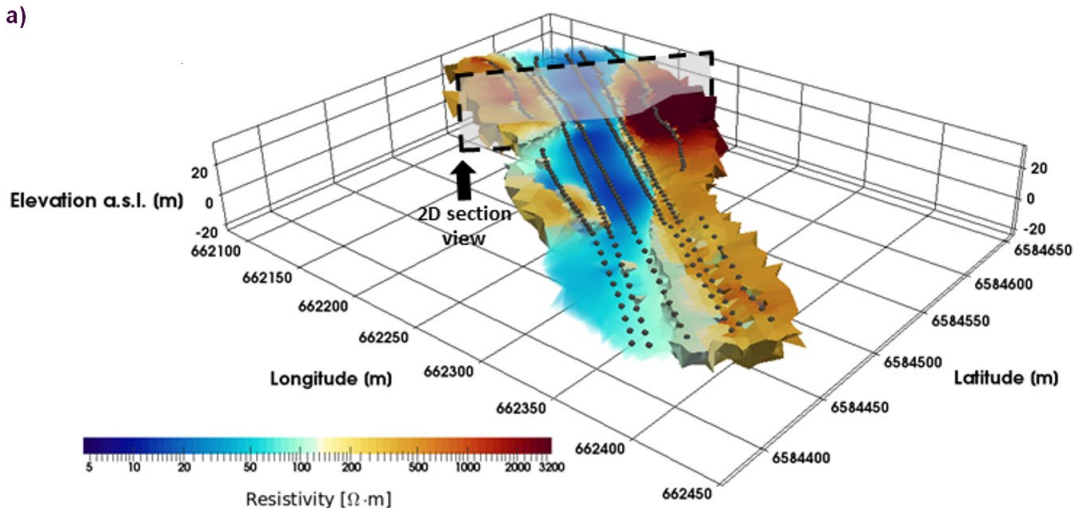 a)
Elevation a.s.l. (m)
20
0
-20
20
0
-20
2D section
view
662100
662150
662200
662250
662300
662350
662400
662450
Longitude (m)
6584650
6584600
6584550
6584500
6584450
6584400
Latitude (m)
5 10 20 50 100 200 500 1000 2000 3200
Resistivity [Ω·m]